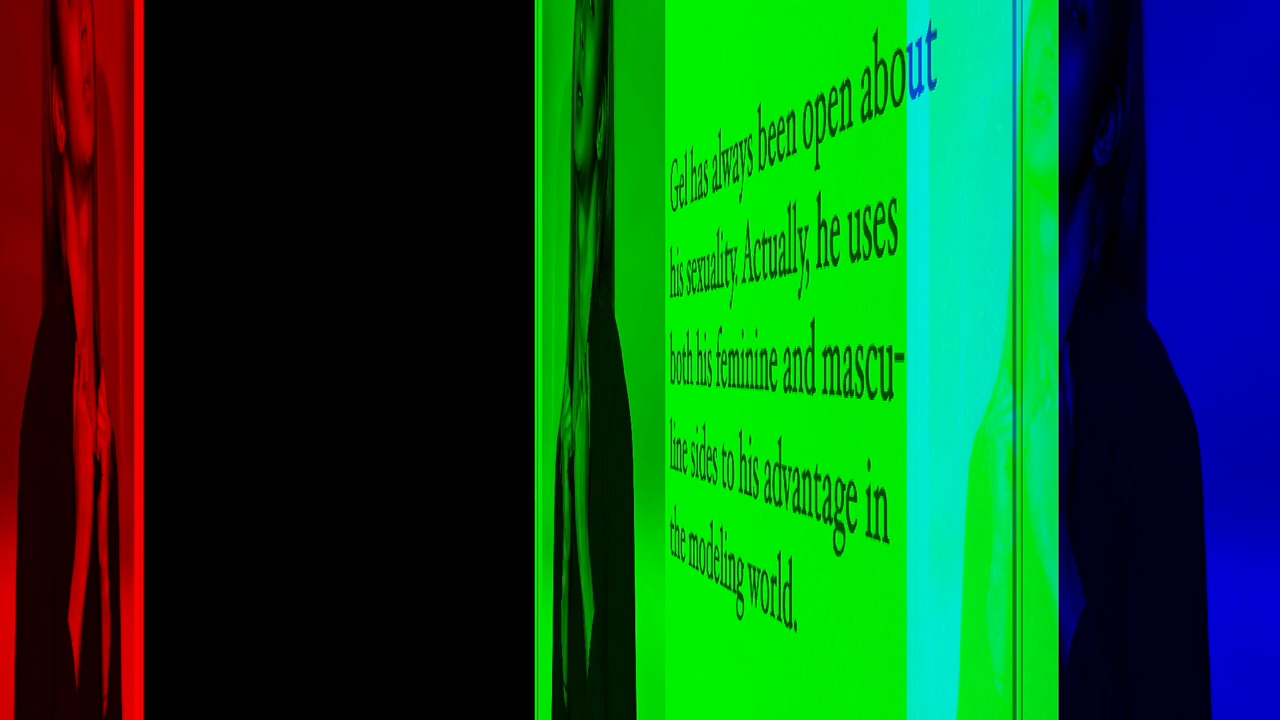 Gel has always been open about
his sexuality. Actually, he uses
both his feminine and mascu-
line sides to his advantage in
the modeling world.